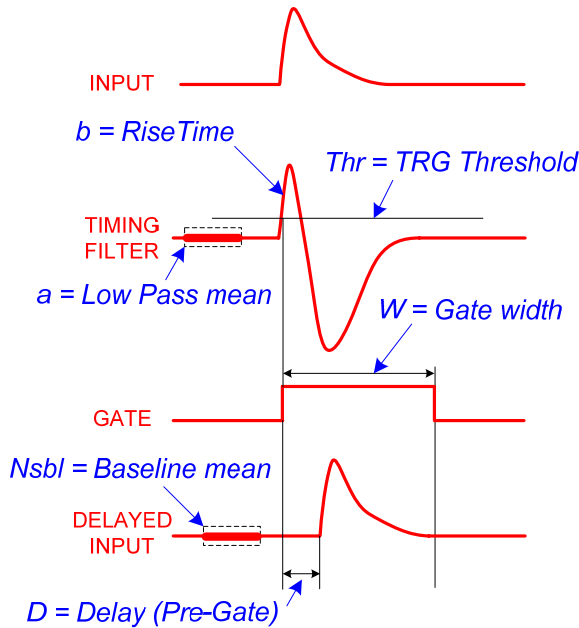 INPUT
b = RiseTime
Thr = TRG Threshold
TIMING
FILTER
a = Low Pass mean
W = Gate width
GATE
Nsbl = Baseline mean
DELAYED
INPUT
D = Delay (Pre-Gate)